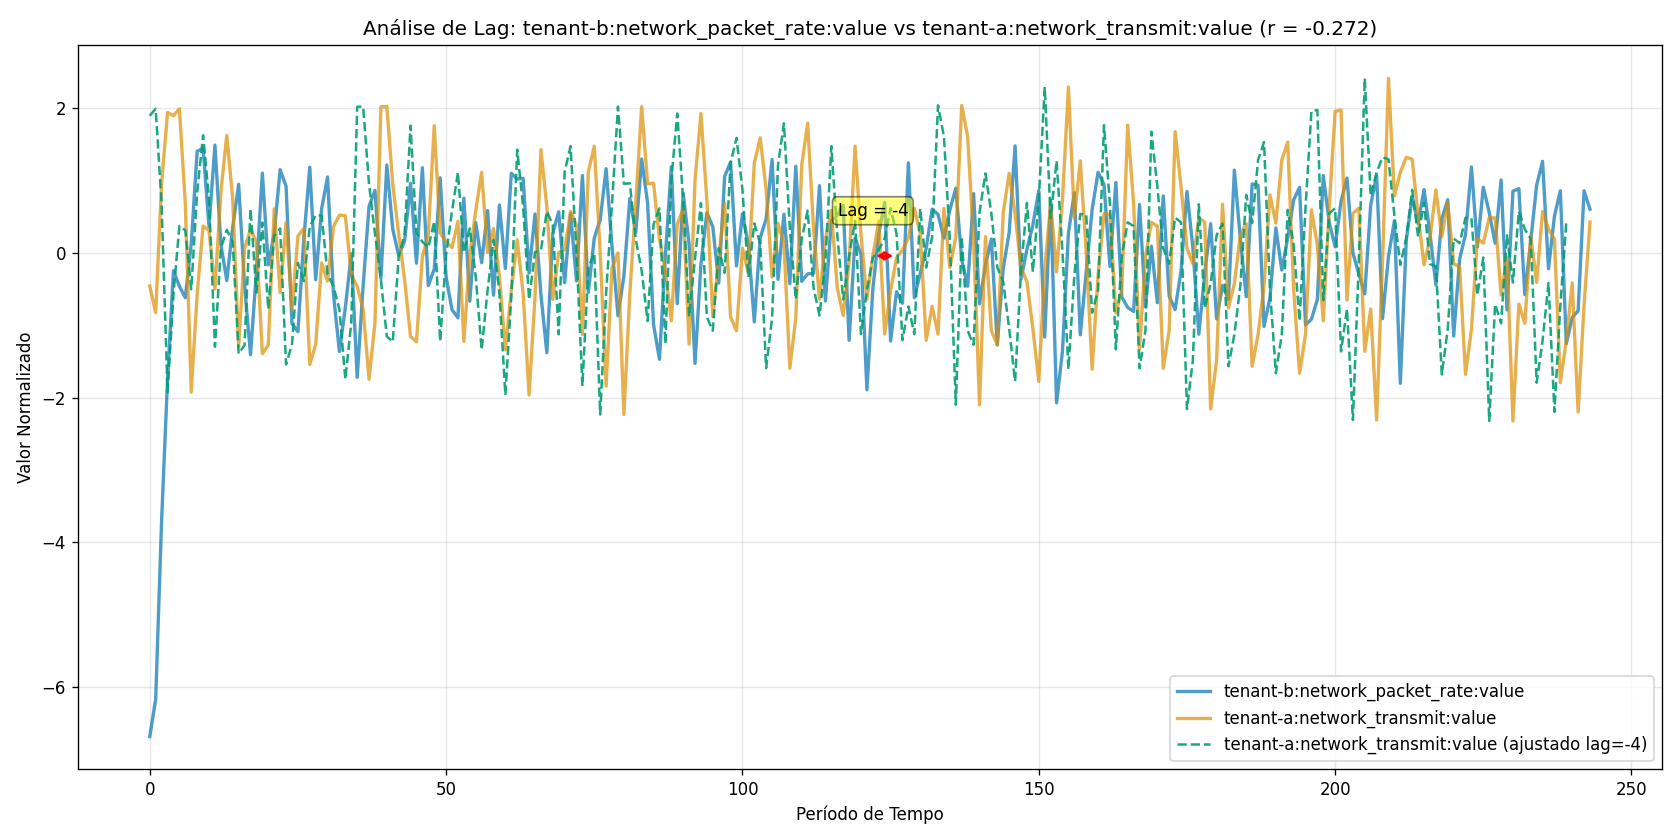 Análise de Lag: tenant-b:network_packet_rate:value vs tenant-a:network_transmit:value (r = -0.272)
Valor Normalizado
2
0
−2
−4
−6
Lag = -4
tenant-b:network_packet_rate:value
tenant-a:network_transmit:value
tenant-a:network_transmit:value (ajustado lag=-4)
0
50
100
150
200
250
Período de Tempo